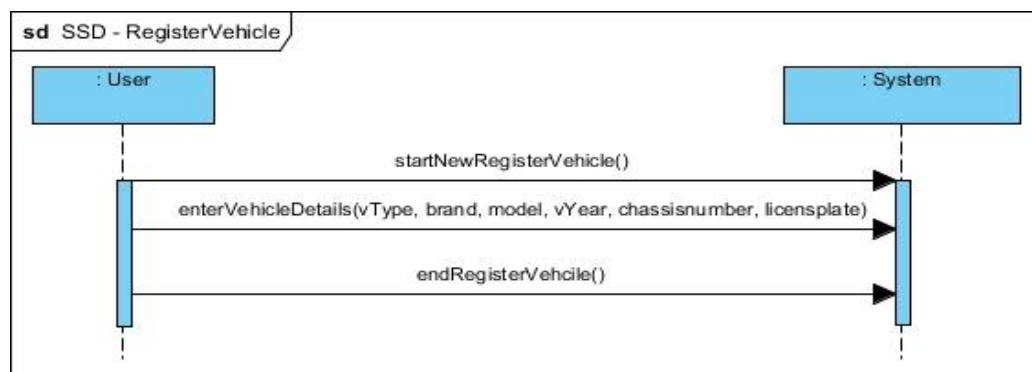 sd SSD - RegisterVehicle
: User
: System
startNewRegisterVehicle()
enterVehicleDetails(vType, brand, model, vYear, chassisnumber, licensplate)
endRegisterVehcile()